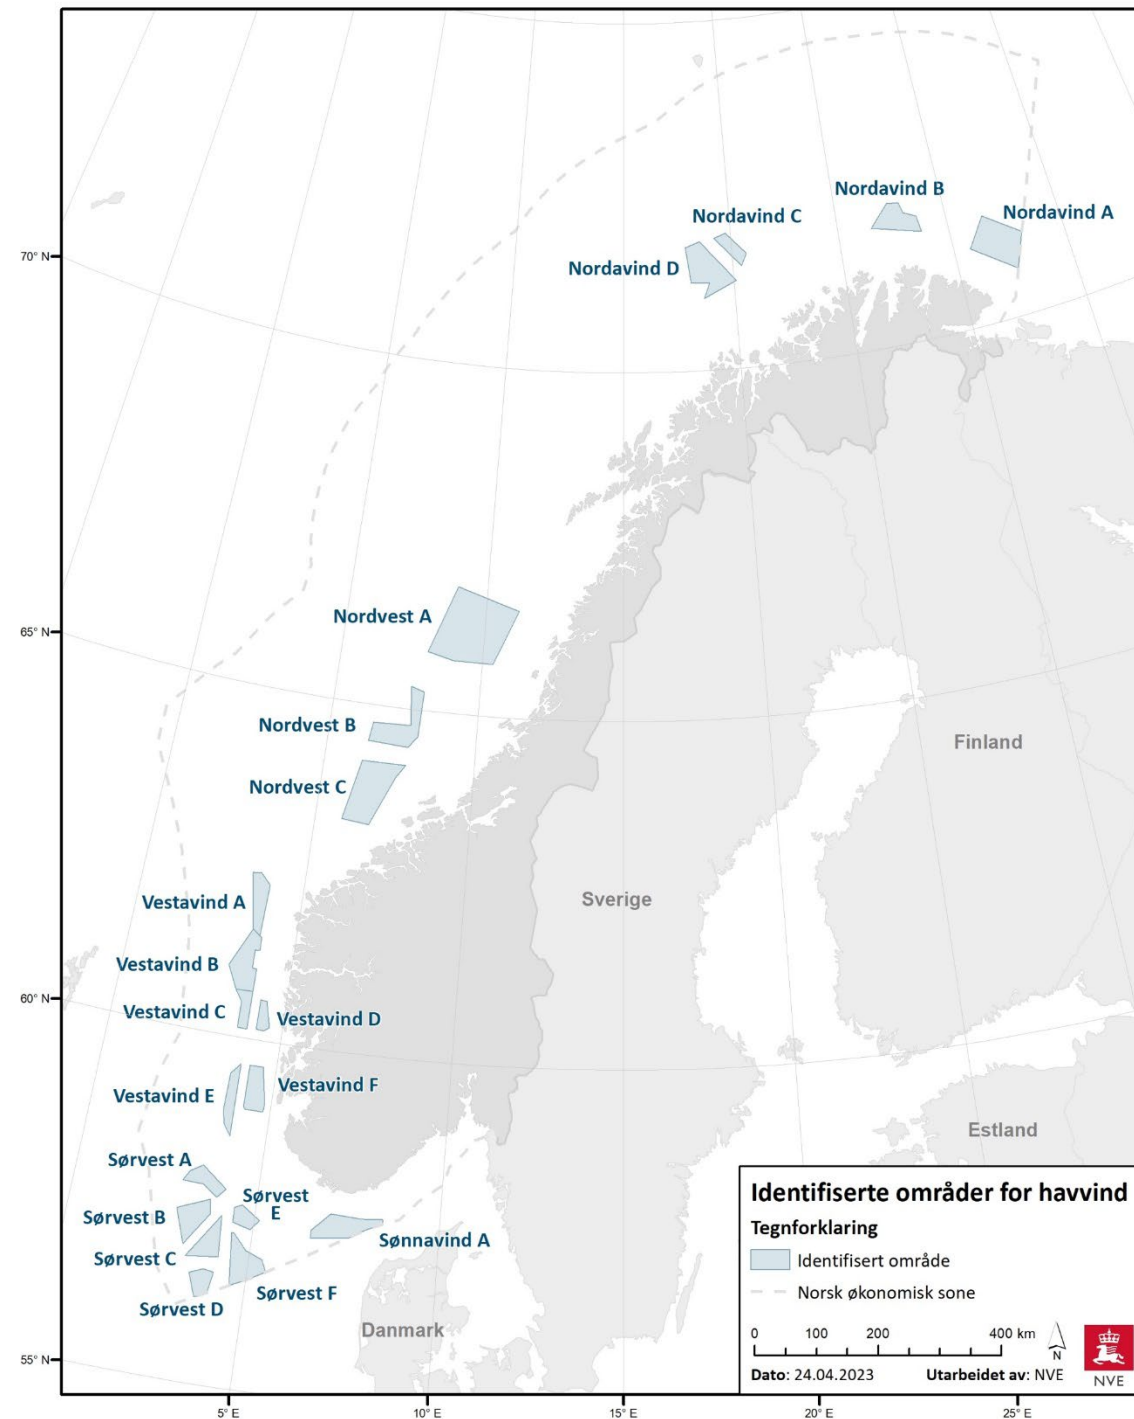 Nordavind B
Nordavind A
Nordavind C
Nordavind D
70° N
Nordvest A
65° N
Nordvest B
Finland
Nordvest C
Sverige
Vestavind A
Vestavind B
60° N
Vestavind C
Vestavind D
Vestavind E
Vestavind F
Estland
Sørvest A
Sørvest
E
Sørvest B
Sønnavind A
Sørvest C
Sørvest F
Sørvest D
Danmark
55° N
Identifiserte områder for havvind
Tegnforklaring
Identifisert område
Norsk økonomisk sone
0 100 200 400 km
N
Dato: 24.04.2023 Utarbeidet av: NVE
NVE
5° E 10° E 15° E 20° E 25° E